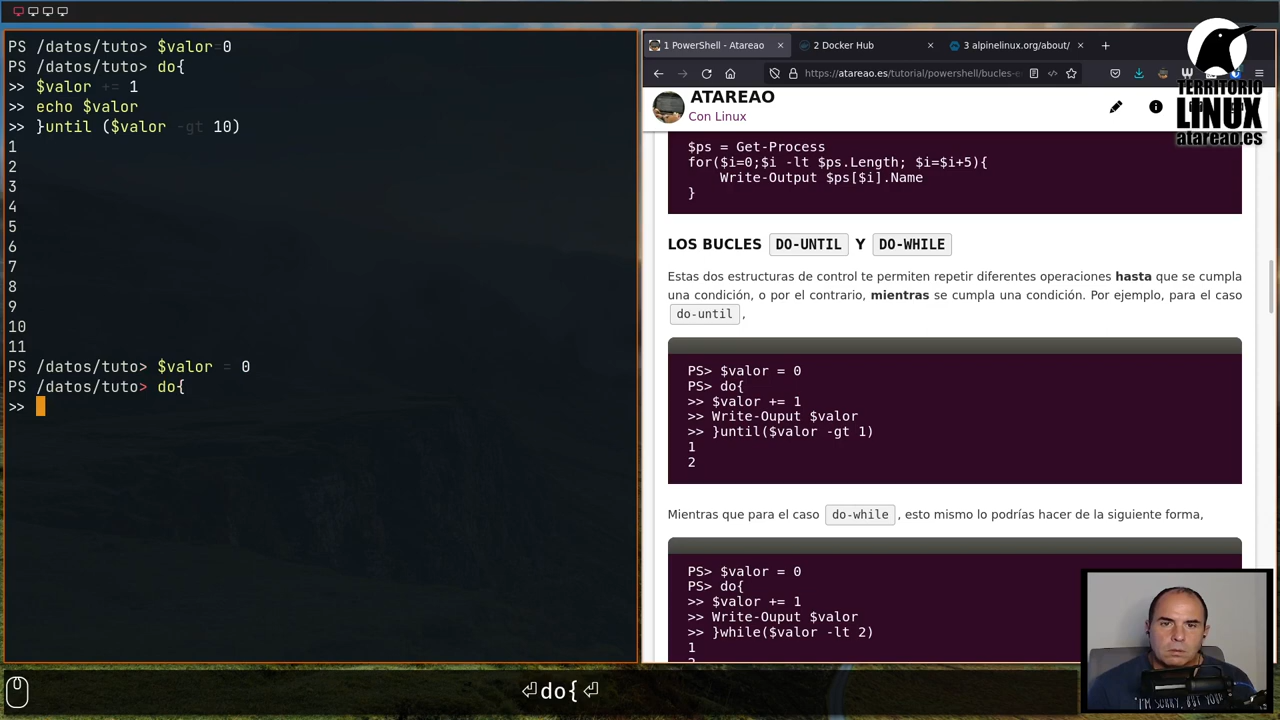 PS /datos/tuto> $valor=0
PS /datos/tuto> do{
>> $valor += 1
>> echo $valor
>> }until ($valor -gt 10)
1
2
3
4
5
6
7
8
9
10
11
PS /datos/tuto> $valor = 0
PS /datos/tuto> do{
>>
1 PowerShell - Atareao
2 Docker Hub
3 alpinelinux.org/about/
https://atareao.es/tutorial/powershell/bucles-e
TERRITORIO
LINUX
atareao.es
ATAREAO
Con Linux
$ps = Get-Process
for($i=0;$i -lt $ps.Length; $i=$i+5){
Write-Output $ps[$i].Name
}
LOS BUCLES DO-UNTIL Y DO-WHILE
Estas dos estructuras de control te permiten repetir diferentes operaciones hasta que se cumpla
una condición, o por el contrario, mientras se cumpla una condición. Por ejemplo, para el caso
do-until ,
PS> $valor = 0
PS> do{
>> $valor += 1
>> Write-Ouput $valor
>> }until($valor -gt 1)
1
2
Mientras que para el caso do-while , esto mismo lo podrías hacer de la siguiente forma,
PS> $valor = 0
PS> do{
>> $valor += 1
>> Write-Ouput $valor
>> }while($valor -lt 2)
1
2
⏎do{⏎
I'M SORRY, BUT YOUR